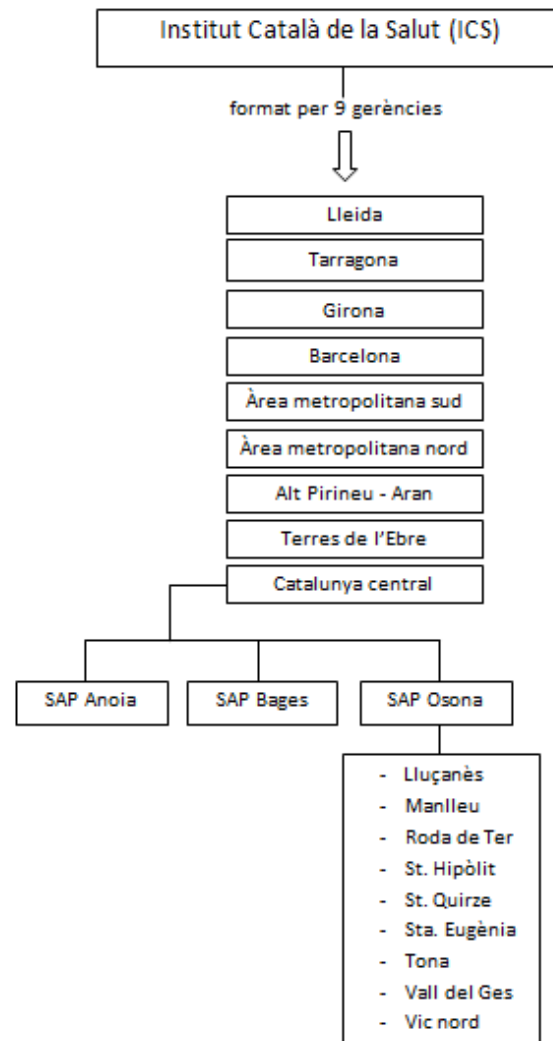 Institut Català de la Salut (ICS)
format per 9 gerències
Lleida
Tarragona
Girona
Barcelona
Àrea metropolitana sud
Àrea metropolitana nord
Alt Pirineu - Aran
Terres de l’Ebre
Catalunya central
SAP Anoia
SAP Bages
SAP Osona
- Lluçanès
- Manlleu
- Roda de Ter
- St. Hipòlit
- St. Quirze
- Sta. Eugènia
- Tona
- Vall del Ges
- Vic nord